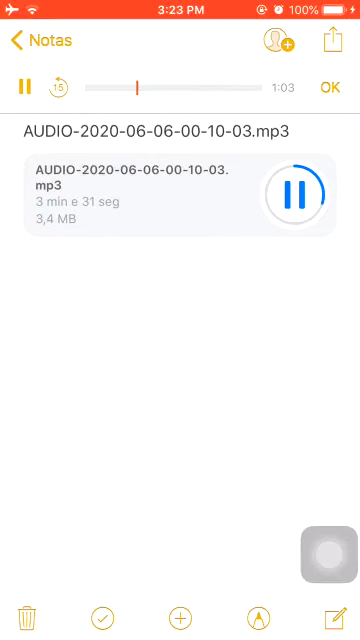 3:23 PM
100%
Notas
15
1:03
OK
AUDIO-2020-06-06-00-10-03.mp3
AUDIO-2020-06-06-00-10-03.
mp3
3 min e 31 seg
3,4 MB